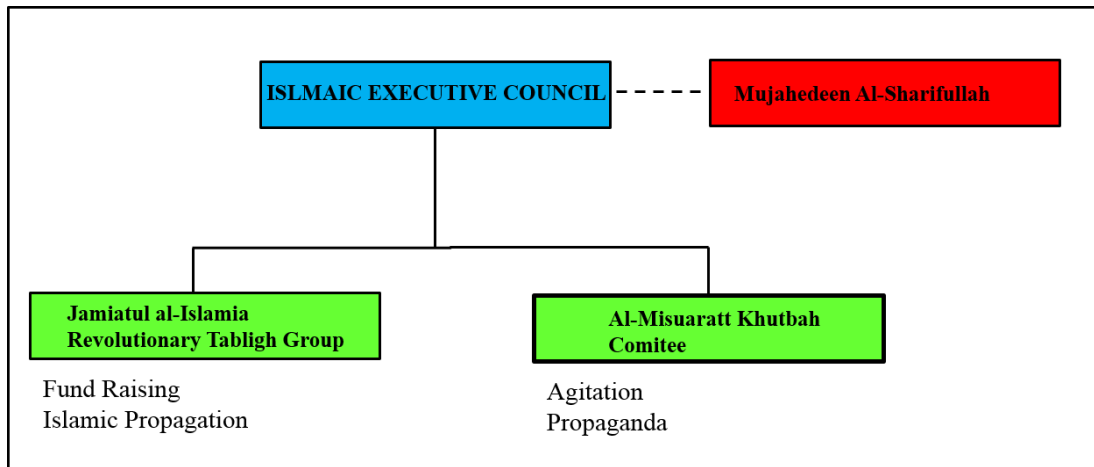 ISLMAIC EXECUTIVE COUNCIL
Mujahedeen Al-Sharifullah
Jamiatul al-Islamia
Revolutionary Tabligh Group
Fund Raising
Islamic Propagation
Al-Misuaratt Khutbah
Comitee
Agitation
Propaganda